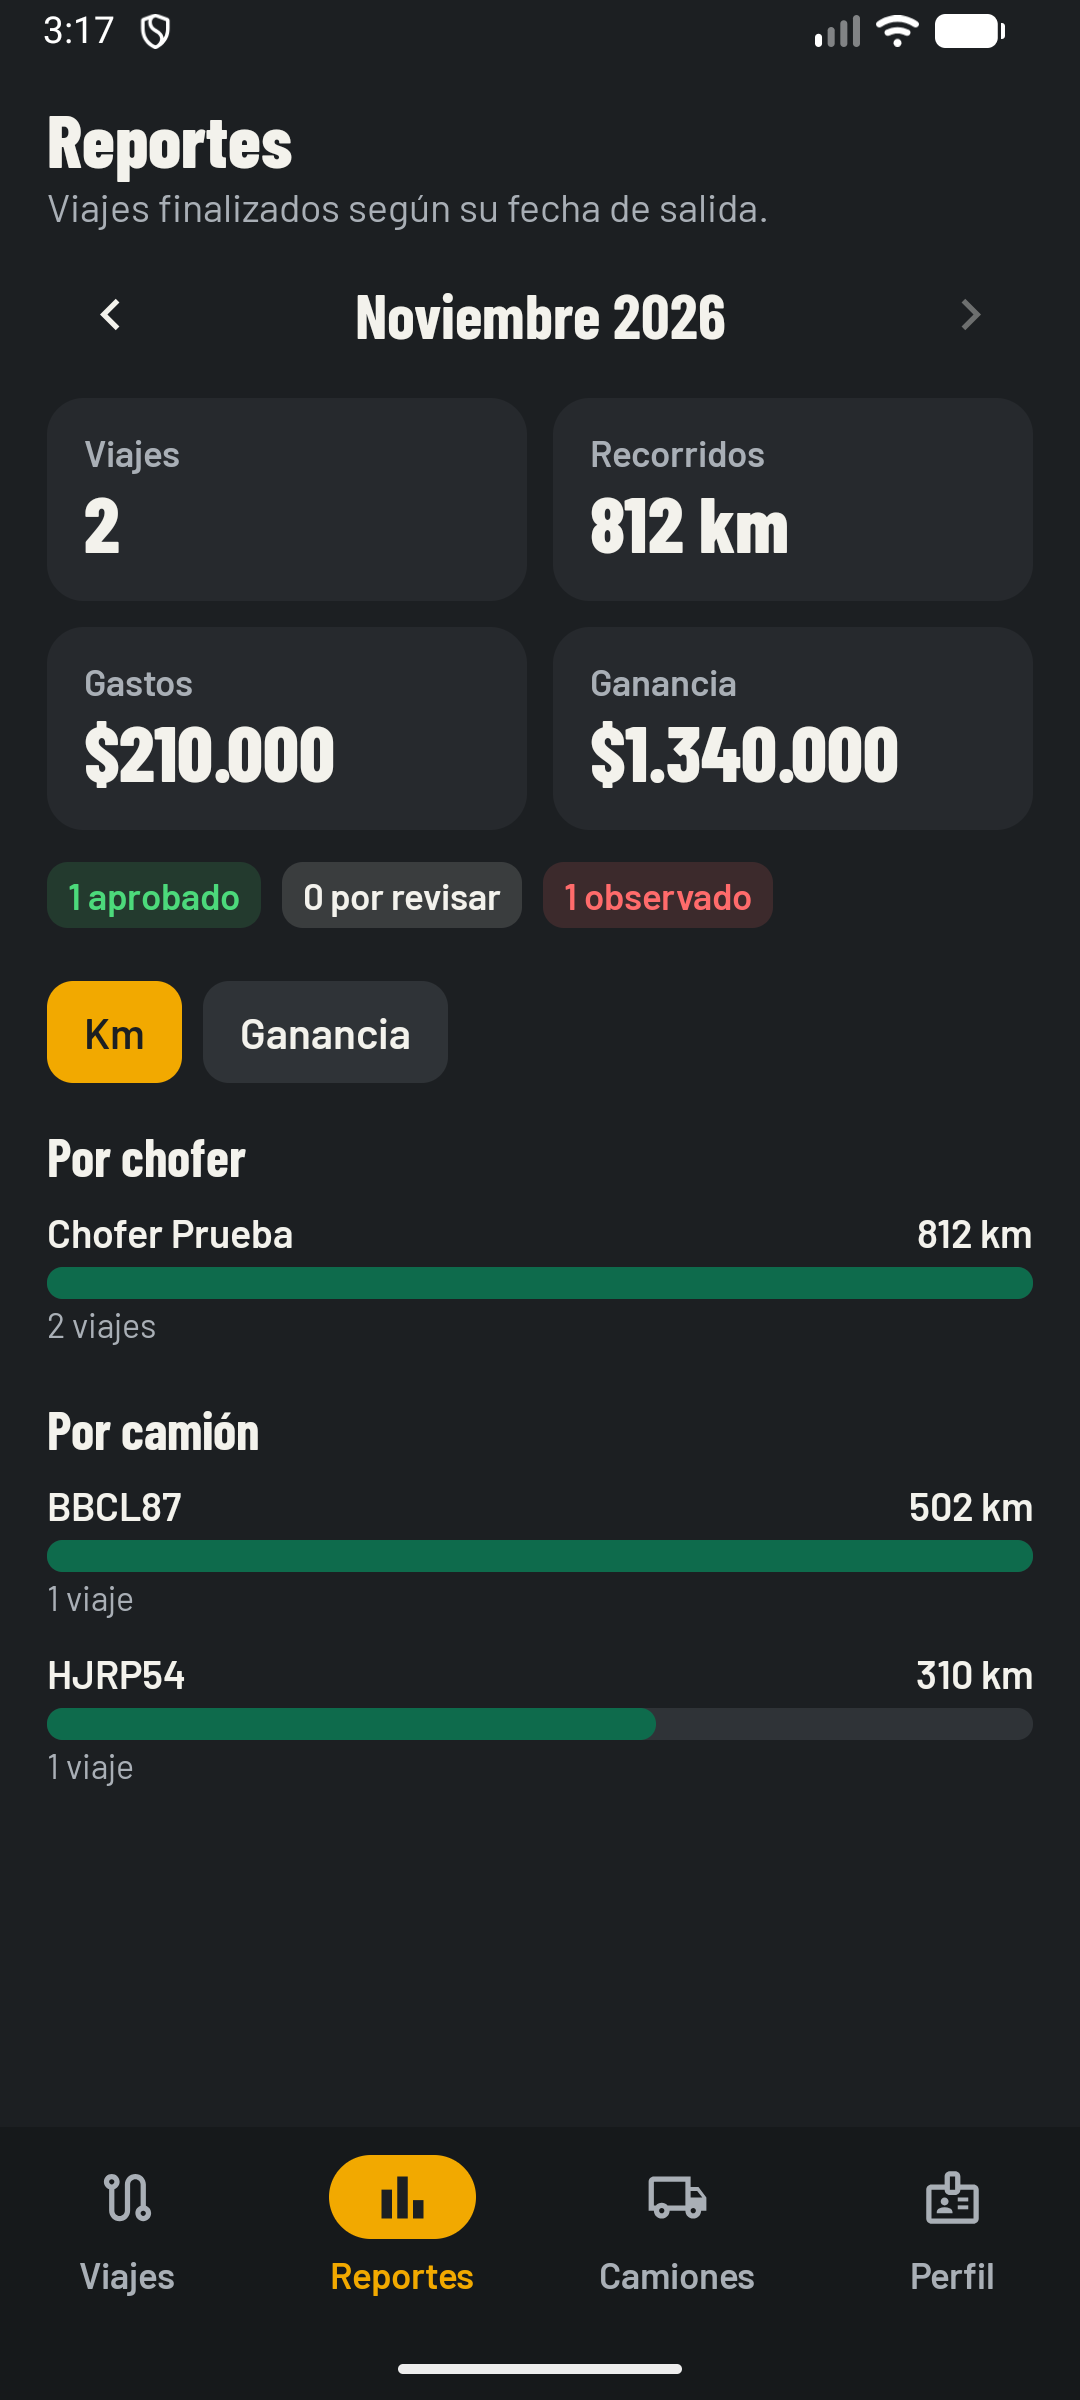 3:17
Reportes
Viajes finalizados según su fecha de salida.
Noviembre 2026
Viajes
2
Recorridos
812 km
Gastos
$210.000
Ganancia
$1.340.000
1 aprobado
0 por revisar
1 observado
Km
Ganancia
Por chofer
Chofer Prueba 812 km
2 viajes
Por camión
BBCL87 502 km
1 viaje
HJRP54 310 km
1 viaje
Viajes
Reportes
Camiones
Perfil